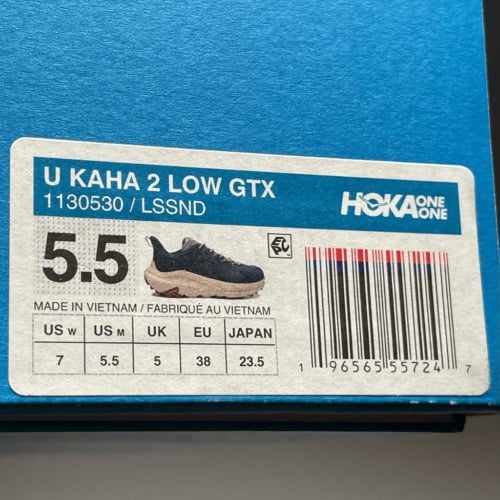 U KAHA 2 LOW GTX
1130530 / LSSND
HOKA ONE ONE
5.5
MADE IN VIETNAM / FABRIQUÉ AU VIETNAM
US W US M UK EU JAPAN
7 5.5 5 38 23.5
1 96565 55724 7